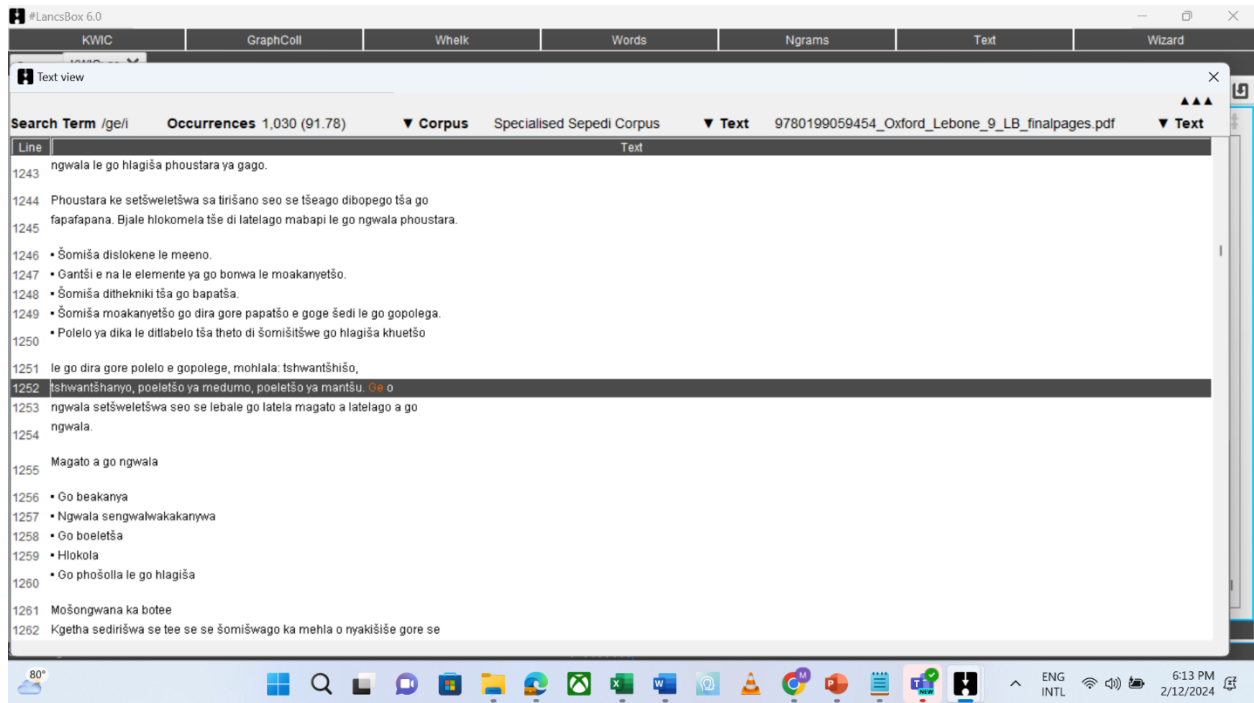 #LancsBox 6.0
KWIC GraphColl Whelk Words Ngrams Text Wizard
Text view
Search Term /ge/i Occurrences 1,030 (91.78) ▼ Corpus Specialised Sepedi Corpus ▼ Text 9780199059454_Oxford_Lebone_9_LB_finalpages.pdf ▼ Text
Line Text
1243 ngwala le go hlagiša phoustara ya gago.
1244 Phoustara ke setšweletšwa sa tirišano seo se tšeago dibopego tša go
1245 fapafapana. Bjale hlokomela tše di latelago mabapi le go ngwala phoustara.
1246 • Šomiša dislokene le meeno.
1247 • Gantši e na le elemente ya go bonwa le moakanyetšo.
1248 • Šomiša dithekniki tša go bapatša.
1249 • Šomiša moakanyetšo go dira gore papatšo e goge šedi le go gopolega.
1250 • Polelo ya dika le ditlabelo tša theto di šomišitšwe go hlagiša khuetšo
1251 le go dira gore polelo e gopolege, mohlala: tshwantšhišo,
1252 tshwantšhanyo, poeletšo ya medumo, poeletšo ya mantšu. Ge o
1253 ngwala setšweletšwa seo se lebale go latela magato a latelago a go
1254 ngwala.
1255 Magato a go ngwala
1256 • Go beakanya
1257 • Ngwala sengwalwakakanywa
1258 • Go boeletša
1259 • Hlokola
1260 • Go phošolla le go hlagiša
1261 Mošongwana ka botee
1262 Kgetha sedirišwa se tee se se šomišwago ka mehla o nyakišiše gore se
80° ENG 6:13 PM
INTL 2/12/2024